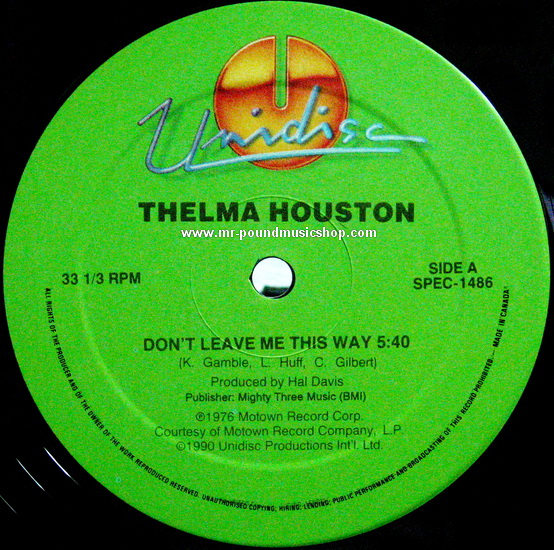 Unidisc
THELMA HOUSTON
www.mr-poundmusicshop.com
33 1/3 RPM
SIDE A
SPEC-1486
DON'T LEAVE ME THIS WAY 5:40
(K. Gamble, L. Huff, C. Gilbert)
Produced by Hal Davis
Publisher: Mighty Three Music (BMI)
℗1976 Motown Record Corp.
Courtesy of Motown Record Company, L.P.
©1990 Unidisc Productions Int'l. Ltd.
ALL RIGHTS OF THE PRODUCER AND OF THE OWNER OF THE WORK REPRODUCED RESERVED. UNAUTHORISED COPYING; HIRING; LENDING; PUBLIC PERFORMANCE AND BROADCASTING OF THIS RECORD PROHIBITED. MADE IN CANADA